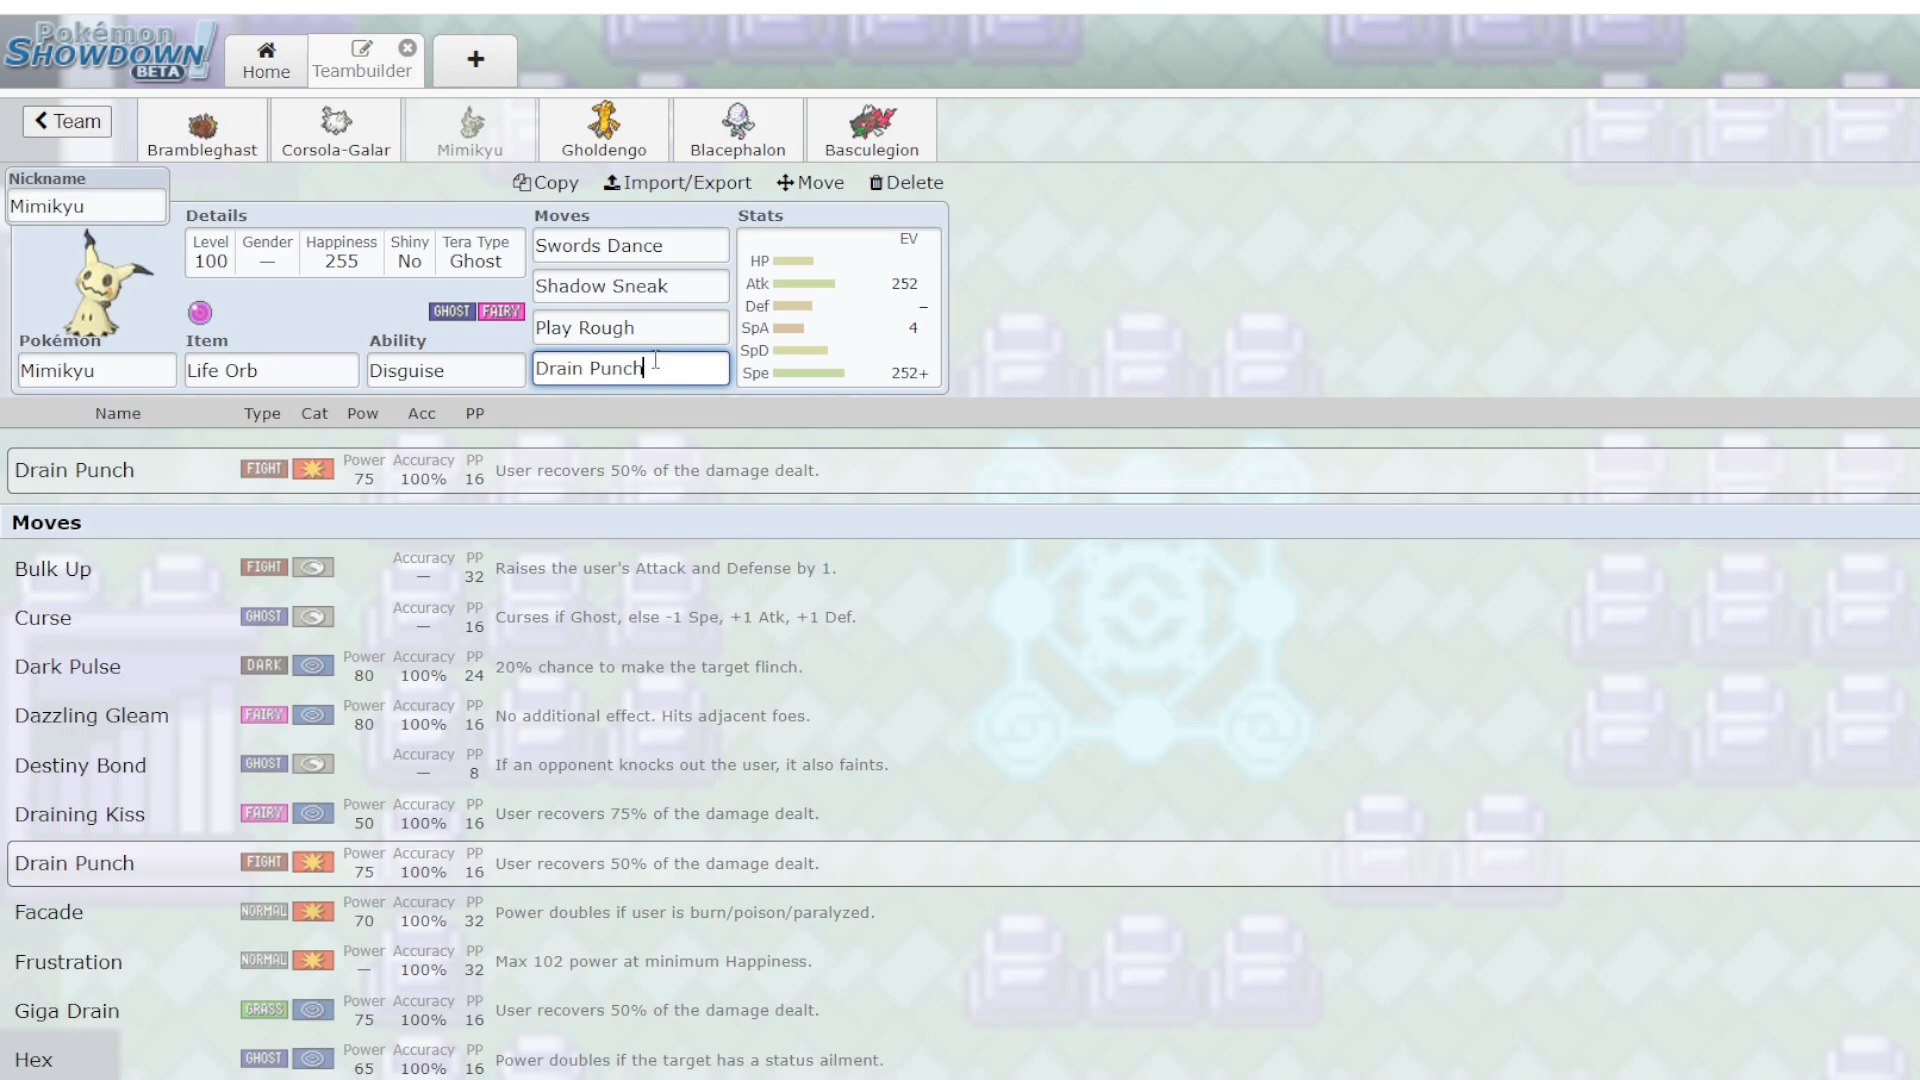 Pokémon
SHOWDOWN!
BETA
Home
Teambuilder
+
Team
Brambleghast
Corsola-Galar
Mimikyu
Gholdengo
Blacephalon
Basculegion
Nickname
Mimikyu
Copy
Import/Export
Move
Delete
Details
Level
100
Gender
—
Happiness
255
Shiny
No
Tera Type
Ghost
GHOST FAIRY
Pokémon
Mimikyu
Item
Life Orb
Ability
Disguise
Moves
Swords Dance
Shadow Sneak
Play Rough
Drain Punch
Stats
EV
HP
Atk 252
Def –
SpA 4
SpD
Spe 252+
Name Type Cat Pow Acc PP
Drain Punch FIGHT Power 75 Accuracy 100% PP 16 User recovers 50% of the damage dealt.
Moves
Bulk Up FIGHT Accuracy — PP 32 Raises the user's Attack and Defense by 1.
Curse GHOST Accuracy — PP 16 Curses if Ghost, else -1 Spe, +1 Atk, +1 Def.
Dark Pulse DARK Power 80 Accuracy 100% PP 24 20% chance to make the target flinch.
Dazzling Gleam FAIRY Power 80 Accuracy 100% PP 16 No additional effect. Hits adjacent foes.
Destiny Bond GHOST Accuracy — PP 8 If an opponent knocks out the user, it also faints.
Draining Kiss FAIRY Power 50 Accuracy 100% PP 16 User recovers 75% of the damage dealt.
Drain Punch FIGHT Power 75 Accuracy 100% PP 16 User recovers 50% of the damage dealt.
Facade NORMAL Power 70 Accuracy 100% PP 32 Power doubles if user is burn/poison/paralyzed.
Frustration NORMAL Power — Accuracy 100% PP 32 Max 102 power at minimum Happiness.
Giga Drain GRASS Power 75 Accuracy 100% PP 16 User recovers 50% of the damage dealt.
Hex GHOST Power 65 Accuracy 100% PP 16 Power doubles if the target has a status ailment.